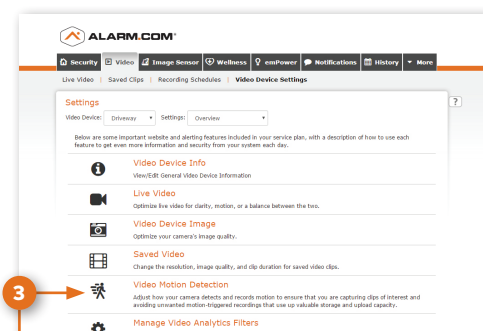 ALARM.COM
Security Video Image Sensor Wellness emPower Notifications History More
Live Video | Saved Clips | Recording Schedules | Video Device Settings
Settings
?
Video Device: Driveway Settings: Overview
Below are some important website and alerting features included in your service plan, with a description of how to use each
feature to get even more information and security from your system each day.
Video Device Info
View/Edit General Video Device Information
Live Video
Optimize live video for clarity, motion, or a balance between the two.
Video Device Image
Optimize your camera's image quality.
Saved Video
Change the resolution, image quality, and clip duration for saved video clips.
3
Video Motion Detection
Adjust how your camera detects and records motion to ensure that you are capturing clips of interest and
avoiding unwanted motion-triggered recordings that use up valuable storage and upload capacity.
Manage Video Analytics Filters